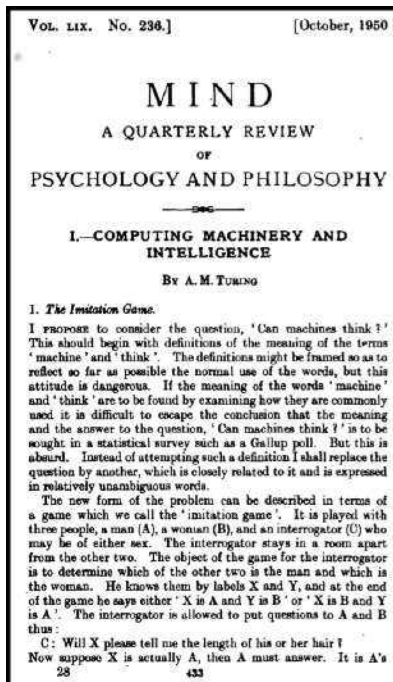 VOL. LIX. No. 236.] [October, 1950
MIND
A QUARTERLY REVIEW
OF
PSYCHOLOGY AND PHILOSOPHY
I.—COMPUTING MACHINERY AND
INTELLIGENCE
BY A. M. TURING
1. The Imitation Game.
I PROPOSE to consider the question, ‘Can machines think ?’
This should begin with definitions of the meaning of the terms
‘machine’ and ‘think’. The definitions might be framed so as to
reflect so far as possible the normal use of the words, but this
attitude is dangerous. If the meaning of the words ‘machine’
and ‘think’ are to be found by examining how they are commonly
used it is difficult to escape the conclusion that the meaning
and the answer to the question, ‘Can machines think ?’ is to be
sought in a statistical survey such as a Gallup poll. But this is
absurd. Instead of attempting such a definition I shall replace the
question by another, which is closely related to it and is expressed
in relatively unambiguous words.
The new form of the problem can be described in terms of
a game which we call the ‘imitation game’. It is played with
three people, a man (A), a woman (B), and an interrogator (C) who
may be of either sex. The interrogator stays in a room apart
from the other two. The object of the game for the interrogator
is to determine which of the other two is the man and which is
the woman. He knows them by labels X and Y, and at the end
of the game he says either ‘X is A and Y is B’ or ‘X is B and Y
is A’. The interrogator is allowed to put questions to A and B
thus :
C: Will X please tell me the length of his or her hair ?
Now suppose X is actually A, then A must answer. It is A’s
28 433